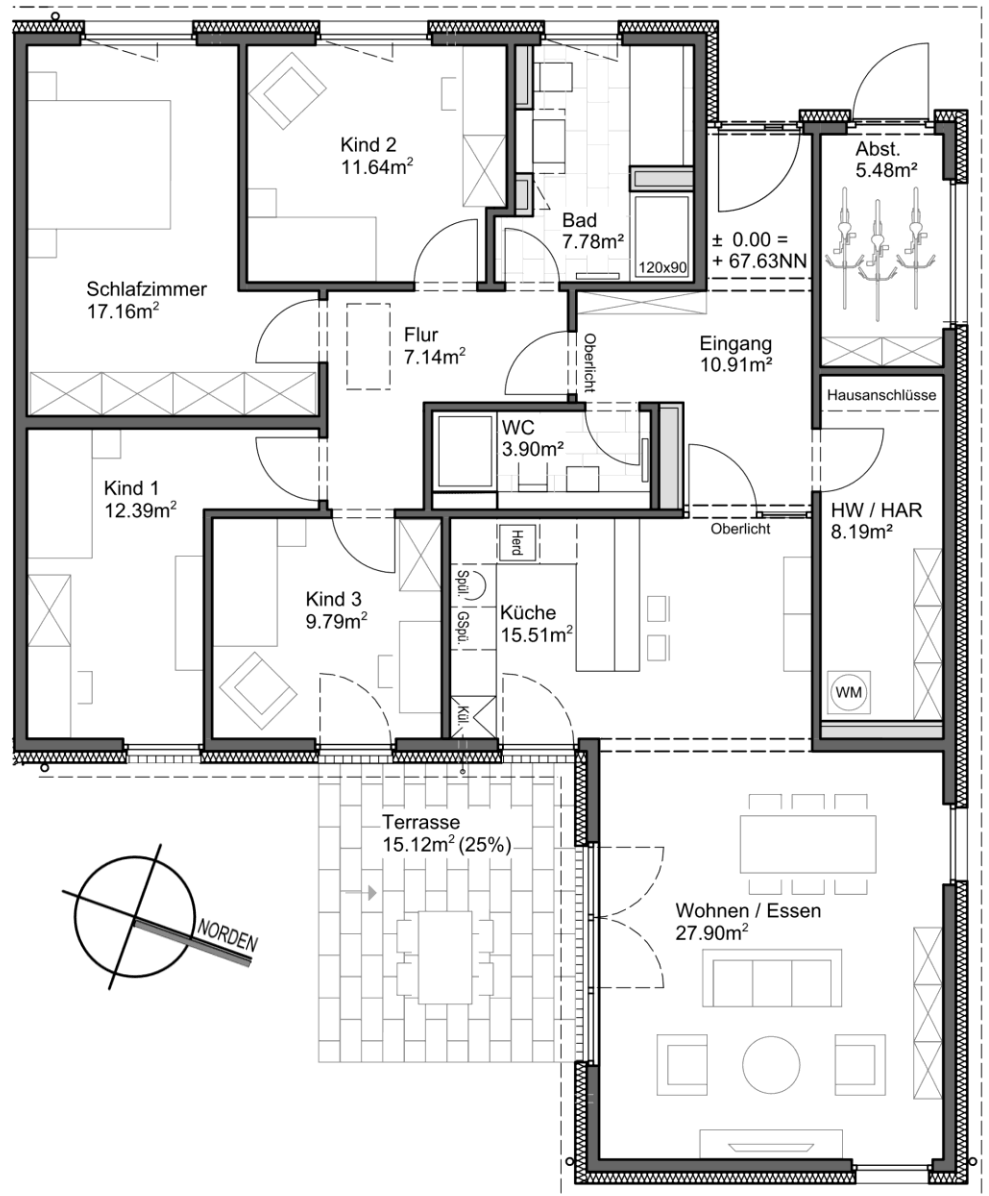 Kind 2
11.64m²
Abst.
5.48m²
Bad
7.78m²
120x90
± 0.00 =
+ 67.63NN
Schlafzimmer
17.16m²
Flur
7.14m²
Oberlicht
Eingang
10.91m²
Hausanschlüsse
WC
3.90m²
Kind 1
12.39m²
HW / HAR
8.19m²
Oberlicht
Herd
Spül.
GSpü.
Küche
15.51m²
Kind 3
9.79m²
Kül.
WM
Terrasse
15.12m² (25%)
NORDEN
Wohnen / Essen
27.90m²